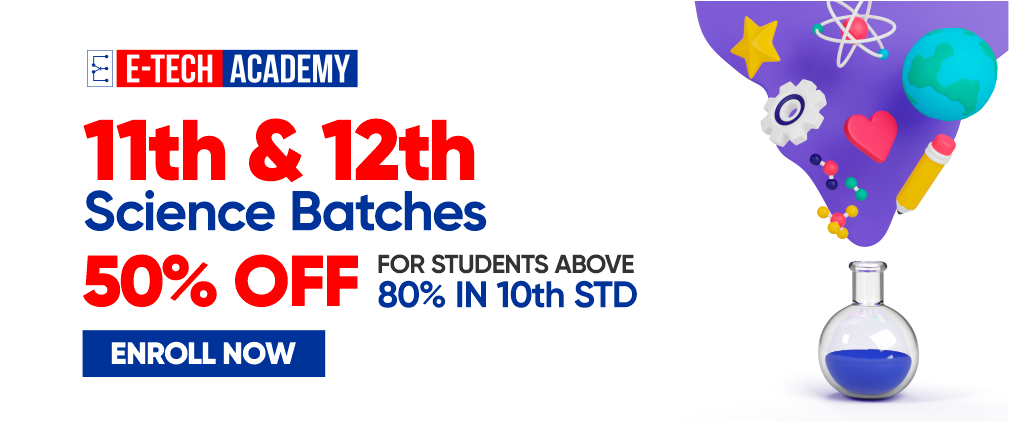 E-TECH ACADEMY
11th & 12th
Science Batches
50% OFF
FOR STUDENTS ABOVE
80% IN 10th STD
ENROLL NOW